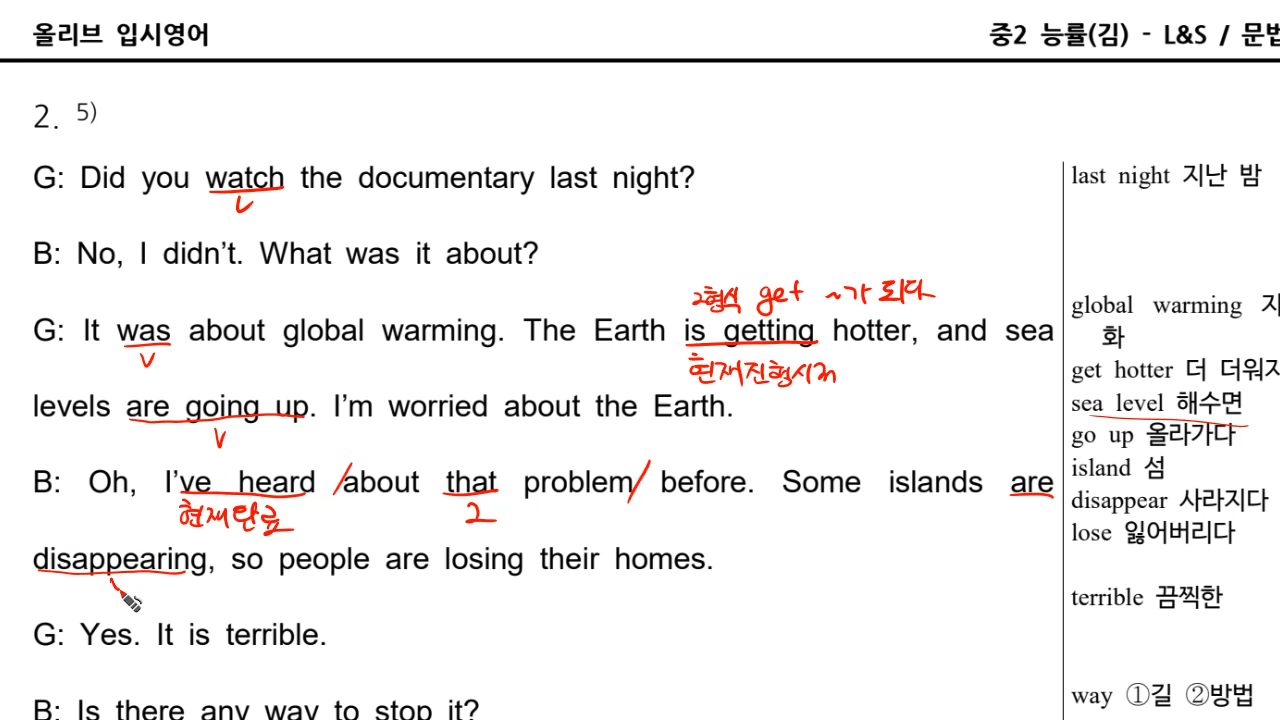 올리브 입시영어
중2 능률(김) - L&S / 문법
2. 5)
G: Did you watch the documentary last night?
last night 지난 밤
B: No, I didn't. What was it about?
2형식 get ~가 되다
G: It was about global warming. The Earth is getting hotter, and sea
global warming 지
화
현재진행시제
get hotter 더 더워지
levels are going up. I'm worried about the Earth.
sea level 해수면
go up 올라가다
island 섬
B: Oh, I've heard about that problem before. Some islands are
disappear 사라지다
현재완료
2
lose 잃어버리다
disappearing, so people are losing their homes.
terrible 끔찍한
G: Yes. It is terrible.
way ①길 ②방법
B: Is there any way to stop it?